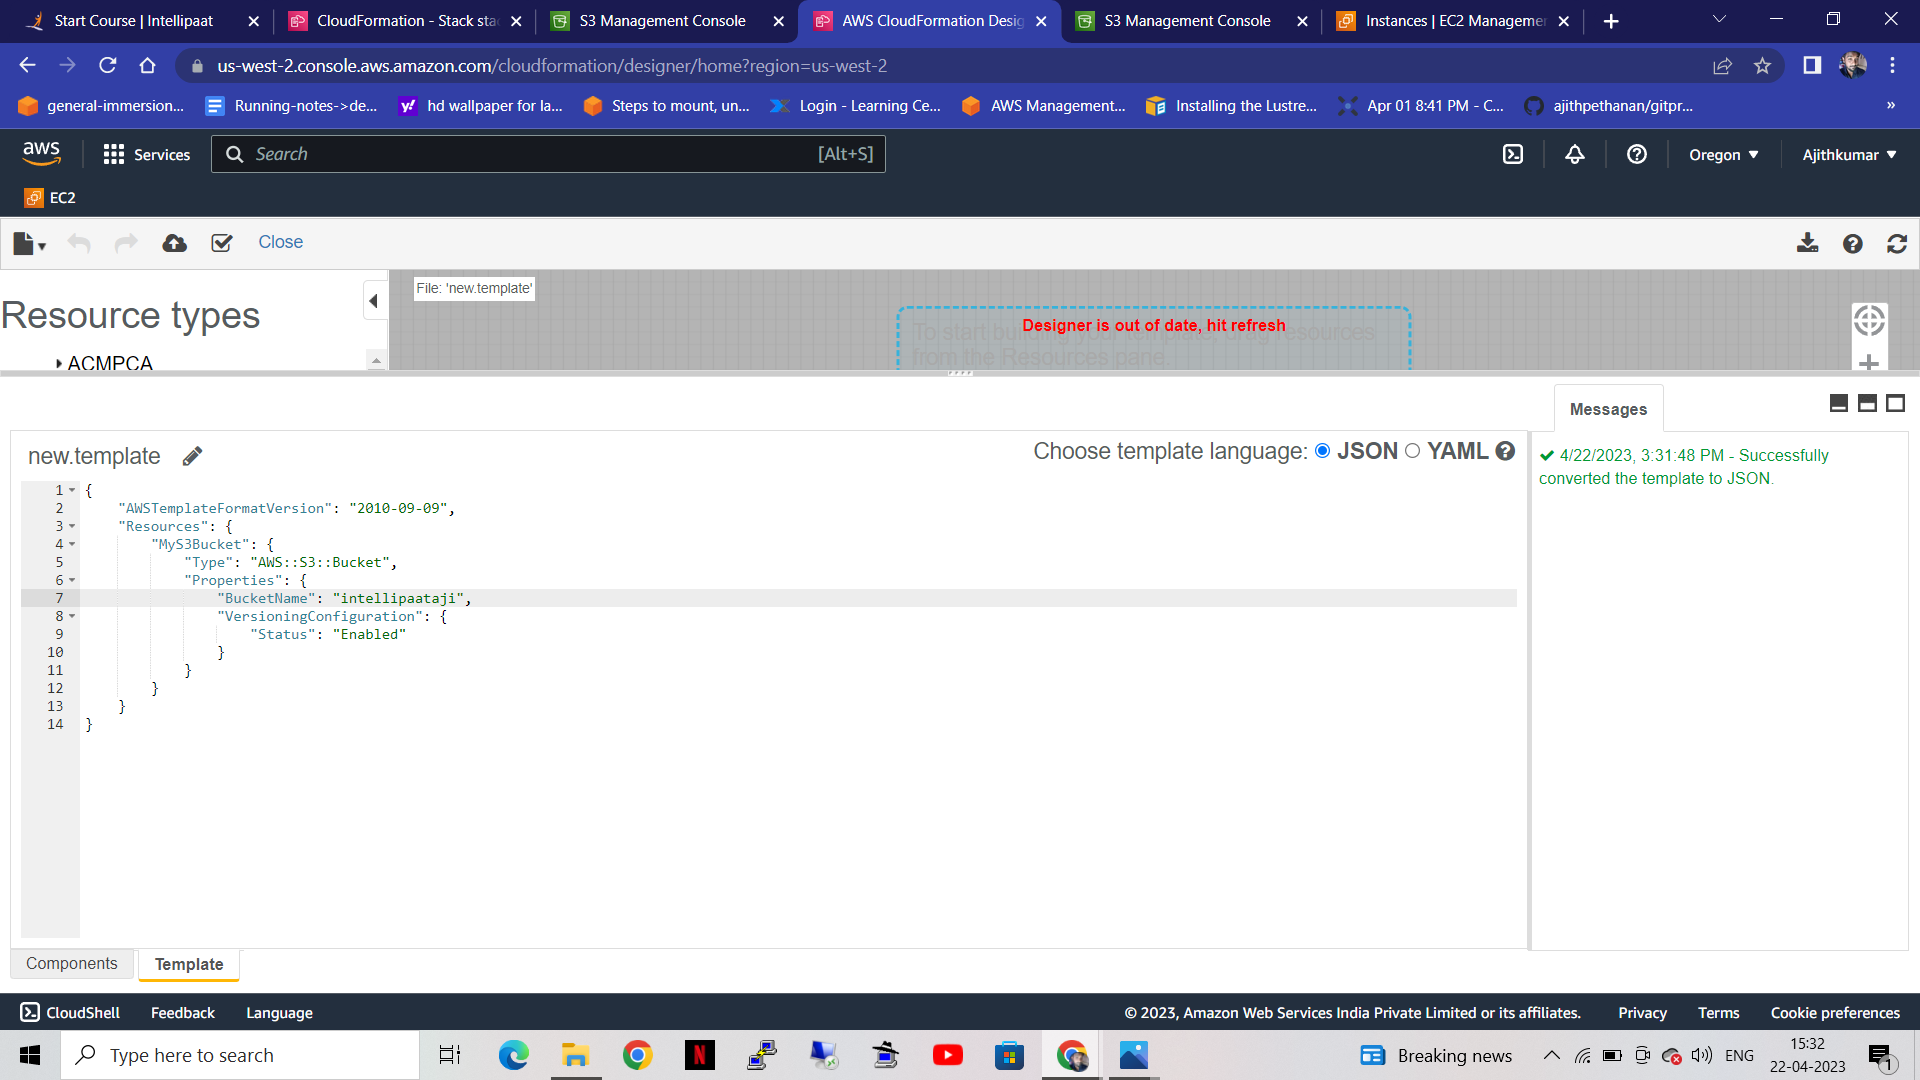 Start Course | Intellipaat
CloudFormation - Stack sta
S3 Management Console
AWS CloudFormation Desig
S3 Management Console
Instances | EC2 Managemen
us-west-2.console.aws.amazon.com/cloudformation/designer/home?region=us-west-2
general-immersion...
Running-notes->de...
hd wallpaper for la...
Steps to mount, un...
Login - Learning Ce...
AWS Management...
Installing the Lustre...
Apr 01 8:41 PM - C...
ajithpethanan/gitpr...
»
aws
Services
Search
[Alt+S]
Oregon
Ajithkumar
EC2
Close
Resource types
ACMPCA
File: 'new.template'
To start building your template, drag resources
from the Resources pane.
Designer is out of date, hit refresh
new.template
Choose template language: JSON YAML
1 {
2 "AWSTemplateFormatVersion": "2010-09-09",
3 "Resources": {
4 "MyS3Bucket": {
5 "Type": "AWS::S3::Bucket",
6 "Properties": {
7 "BucketName": "intellipaataji",
8 "VersioningConfiguration": {
9 "Status": "Enabled"
10 }
11 }
12 }
13 }
14 }
Messages
4/22/2023, 3:31:48 PM - Successfully
converted the template to JSON.
Components
Template
CloudShell
Feedback
Language
© 2023, Amazon Web Services India Private Limited or its affiliates.
Privacy
Terms
Cookie preferences
Type here to search
Breaking news
ENG
15:32
22-04-2023
1